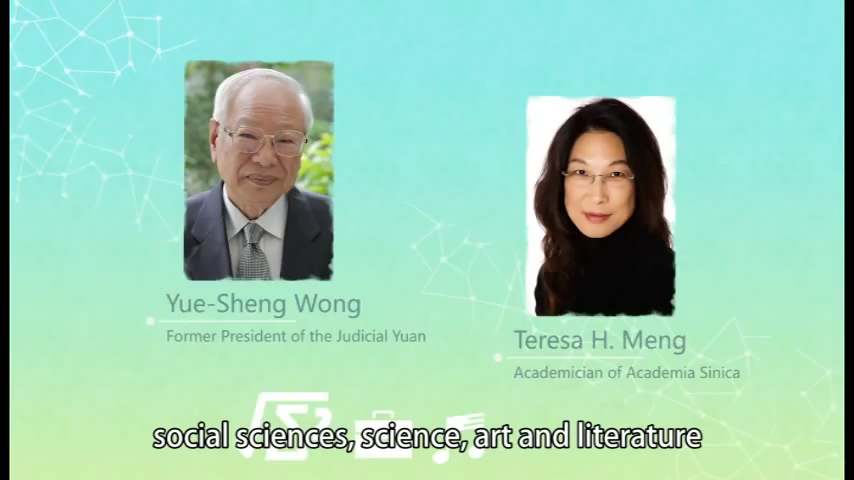 Yue-Sheng Wong
Former President of the Judicial Yuan
Teresa H. Meng
Academician of Academia Sinica
social sciences, science, art and literature